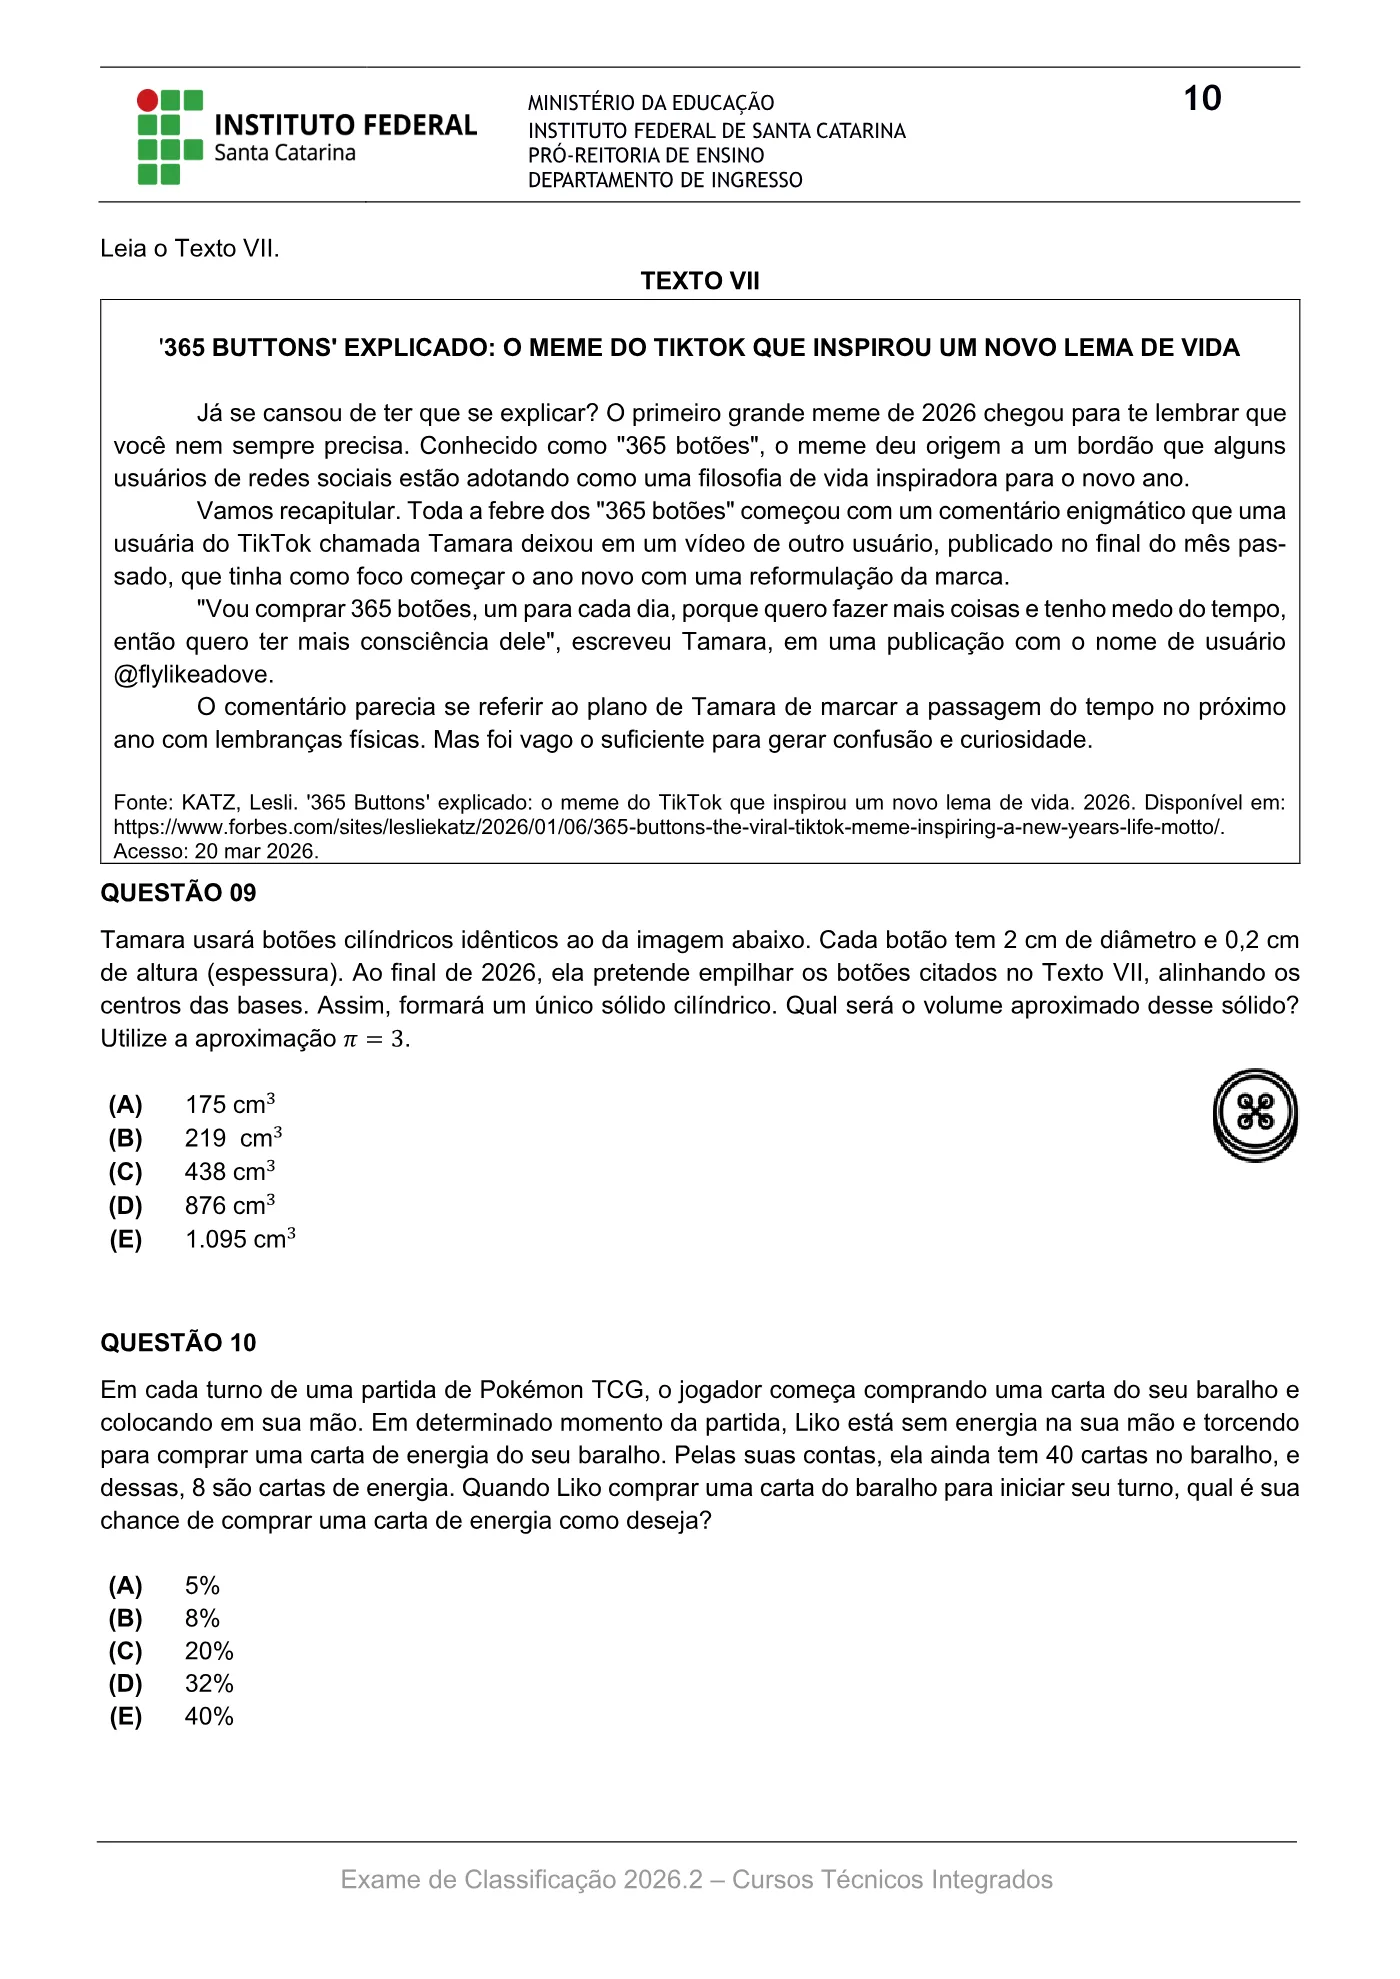 INSTITUTO FEDERAL
Santa Catarina
MINISTÉRIO DA EDUCAÇÃO
INSTITUTO FEDERAL DE SANTA CATARINA
PRÓ-REITORIA DE ENSINO
DEPARTAMENTO DE INGRESSO
10
Leia o Texto VII.
TEXTO VII
'365 BUTTONS' EXPLICADO: O MEME DO TIKTOK QUE INSPIROU UM NOVO LEMA DE VIDA
Já se cansou de ter que se explicar? O primeiro grande meme de 2026 chegou para te lembrar que
você nem sempre precisa. Conhecido como "365 botões", o meme deu origem a um bordão que alguns
usuários de redes sociais estão adotando como uma filosofia de vida inspiradora para o novo ano.
Vamos recapitular. Toda a febre dos "365 botões" começou com um comentário enigmático que uma
usuária do TikTok chamada Tamara deixou em um vídeo de outro usuário, publicado no final do mês pas-
sado, que tinha como foco começar o ano novo com uma reformulação da marca.
"Vou comprar 365 botões, um para cada dia, porque quero fazer mais coisas e tenho medo do tempo,
então quero ter mais consciência dele", escreveu Tamara, em uma publicação com o nome de usuário
@flylikeadove.
O comentário parecia se referir ao plano de Tamara de marcar a passagem do tempo no próximo
ano com lembranças físicas. Mas foi vago o suficiente para gerar confusão e curiosidade.
Fonte: KATZ, Lesli. '365 Buttons' explicado: o meme do TikTok que inspirou um novo lema de vida. 2026. Disponível em:
https://www.forbes.com/sites/lesliekatz/2026/01/06/365-buttons-the-viral-tiktok-meme-inspiring-a-new-years-life-motto/.
Acesso: 20 mar 2026.
QUESTÃO 09
Tamara usará botões cilíndricos idênticos ao da imagem abaixo. Cada botão tem 2 cm de diâmetro e 0,2 cm
de altura (espessura). Ao final de 2026, ela pretende empilhar os botões citados no Texto VII, alinhando os
centros das bases. Assim, formará um único sólido cilíndrico. Qual será o volume aproximado desse sólido?
Utilize a aproximação 𝜋 = 3.
(A) 175 cm³
(B) 219 cm³
(C) 438 cm³
(D) 876 cm³
(E) 1.095 cm³
QUESTÃO 10
Em cada turno de uma partida de Pokémon TCG, o jogador começa comprando uma carta do seu baralho e
colocando em sua mão. Em determinado momento da partida, Liko está sem energia na sua mão e torcendo
para comprar uma carta de energia do seu baralho. Pelas suas contas, ela ainda tem 40 cartas no baralho, e
dessas, 8 são cartas de energia. Quando Liko comprar uma carta do baralho para iniciar seu turno, qual é sua
chance de comprar uma carta de energia como deseja?
(A) 5%
(B) 8%
(C) 20%
(D) 32%
(E) 40%
Exame de Classificação 2026.2 – Cursos Técnicos Integrados